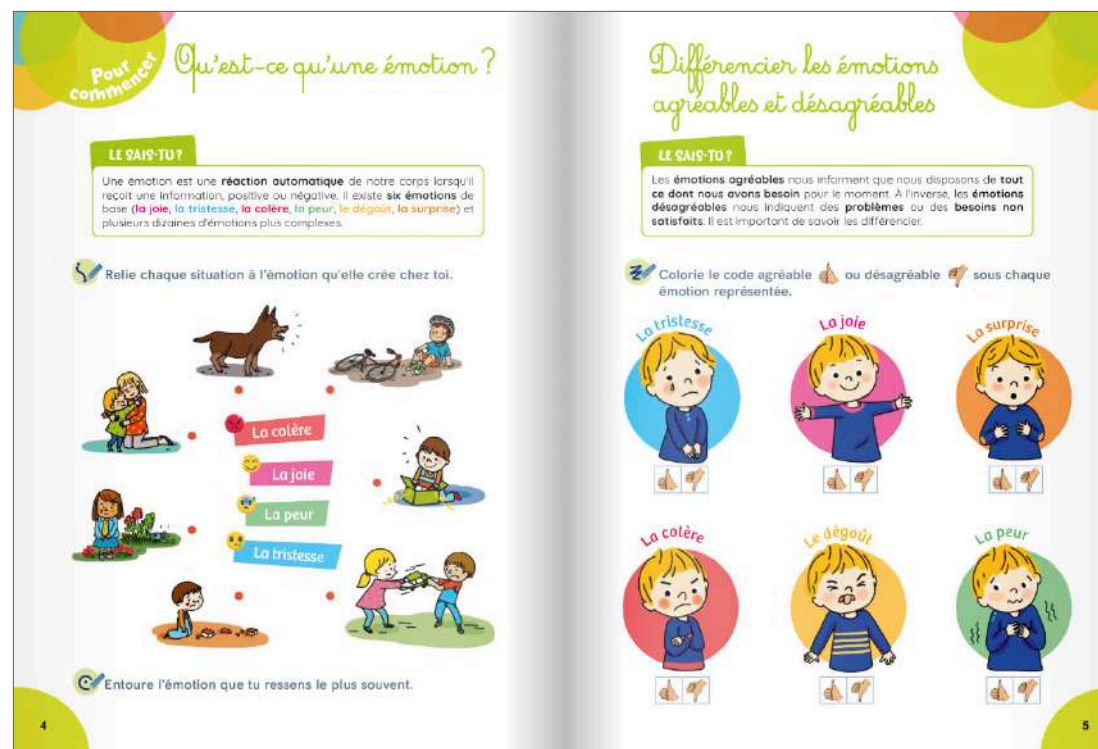 Pour
commencer
Qu'est-ce qu'une émotion ?
LE SAIS-TU ?
Une émotion est une réaction automatique de notre corps lorsqu'il
reçoit une information, positive ou négative. Il existe six émotions de
base (la joie, la tristesse, la colère, la peur, le dégoût, la surprise) et
plusieurs dizaines d'émotions plus complexes.
Relie chaque situation à l'émotion qu'elle crée chez toi.
La colère
La joie
La peur
La tristesse
Entoure l'émotion que tu ressens le plus souvent.
4
Différencier les émotions
agréables et désagréables
LE SAIS-TU ?
Les émotions agréables nous informent que nous disposons de tout
ce dont nous avons besoin pour le moment. À l'inverse, les émotions
désagréables nous indiquent des problèmes ou des besoins non
satisfaits. Il est important de savoir les différencier.
Colorie le code agréable ou désagréable sous chaque
émotion représentée.
La tristesse
La joie
La surprise
La colère
Le dégoût
La peur
5